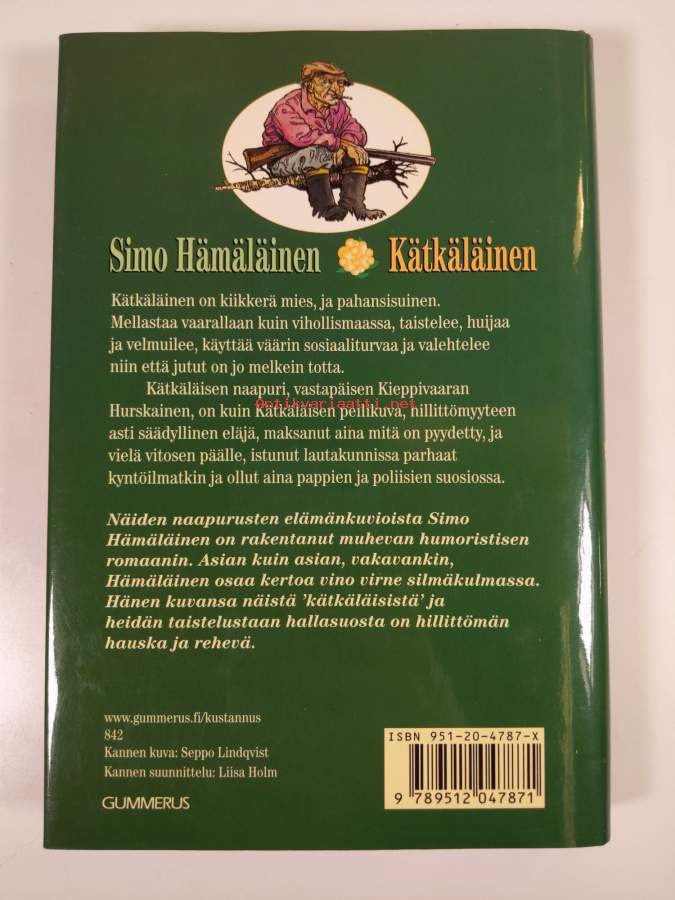 Simo Hämäläinen Kätkäläinen
Kätkäläinen on kiikkerä mies, ja pahansisuinen.
Mellastaa vaarallaan kuin vihollismaassa, taistelee, huijaa
ja velmuilee, käyttää väärin sosiaaliturvaa ja valehtelee
niin että jutut on jo melkein totta.
Kätkäläisen naapuri, vastapäisen Kieppivaaran
Antikvariaatti.net
Hurskainen, on kuin Kätkäläisen peilikuva, hillittömyyteen
asti säädyllinen eläjä, maksanut aina mitä on pyydetty, ja
vielä vitosen päälle, istunut lautakunnissa parhaat
kyntöilmatkin ja ollut aina pappien ja poliisien suosiossa.
Näiden naapurusten elämänkuvioista Simo
Hämäläinen on rakentanut muhevan humoristisen
romaanin. Asian kuin asian, vakavankin,
Hämäläinen osaa kertoa vino virne silmäkulmassa.
Hänen kuvansa näistä ’kätkäläisistä’ ja
heidän taistelustaan hallasuosta on hillittömän
hauska ja rehevä.
www.gummerus.fi/kustannus
842
Kannen kuva: Seppo Lindqvist
Kannen suunnittelu: Liisa Holm
GUMMERUS
ISBN 951-20-4787-X
9 789512 047871